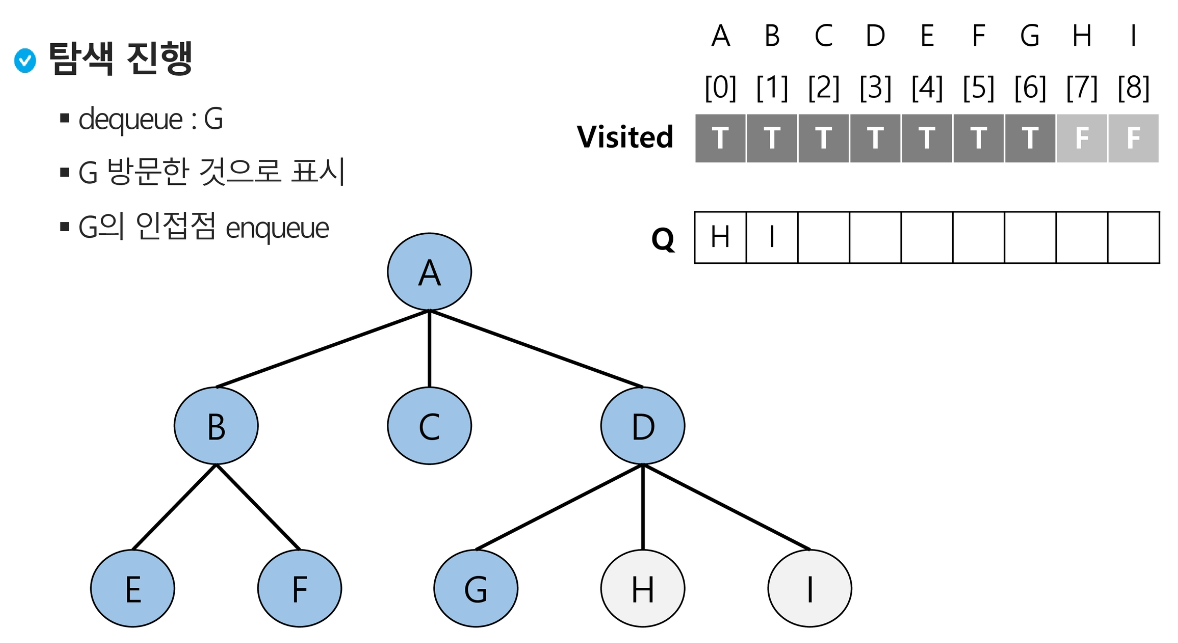 탐색 진행
▪ dequeue : G
▪ G 방문한 것으로 표시
▪ G의 인접점 enqueue
A B C D E F G H I
[0] [1] [2] [3] [4] [5] [6] [7] [8]
Visited T T T T T T T F F
Q H I
A
B C D
E F G H I